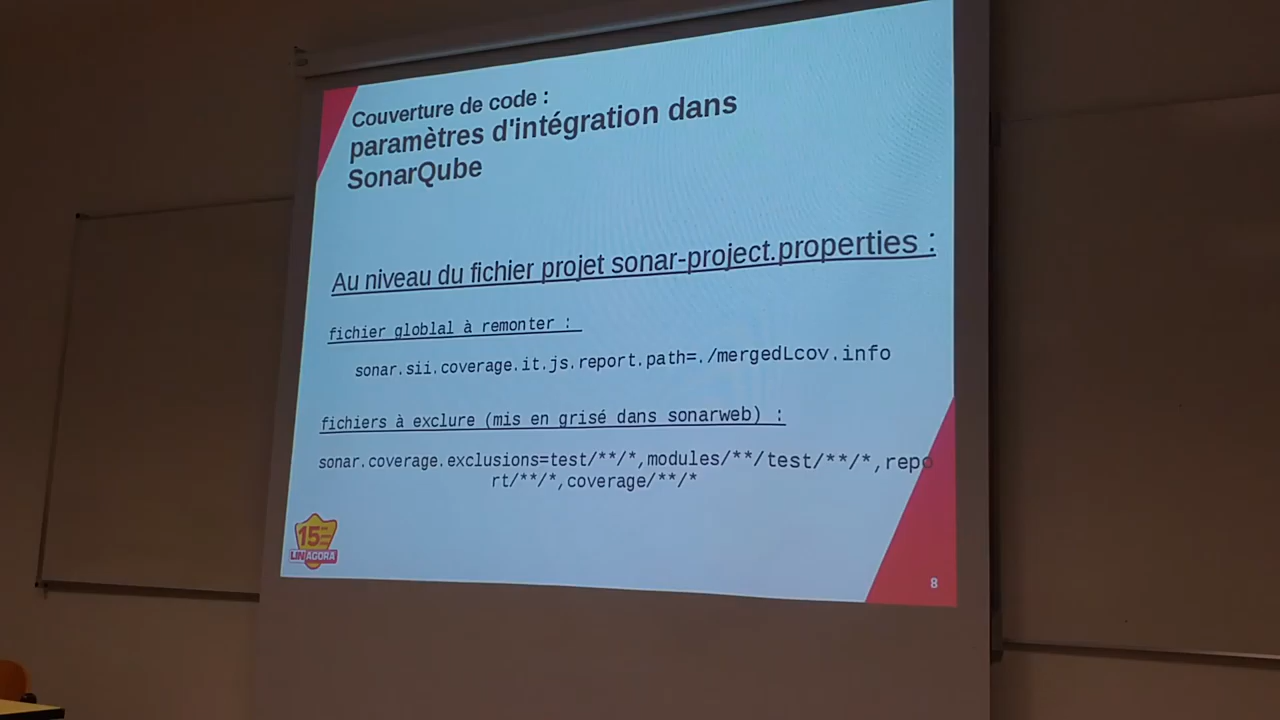 Couverture de code :
paramètres d'intégration dans
SonarQube
Au niveau du fichier projet sonar-project.properties :
fichier globlal à remonter :
sonar.sii.coverage.it.js.report.path=./mergedLcov.info
fichiers à exclure (mis en grisé dans sonarweb) :
sonar.coverage.exclusions=test/**/*,modules/**/test/**/*,repo
rt/**/*,coverage/**/*
15
LINAGORA
8